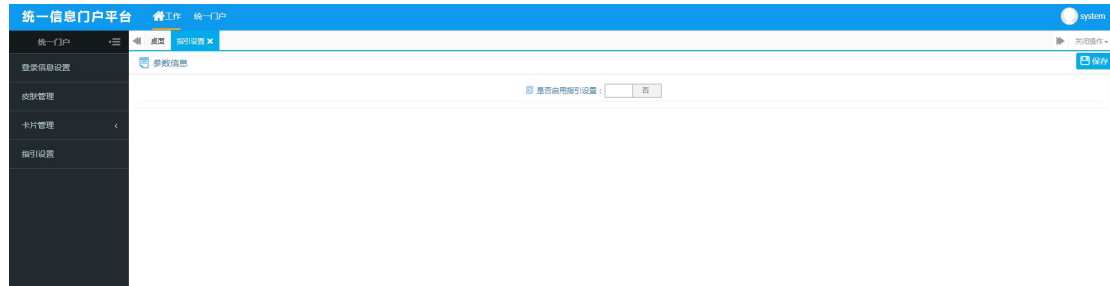 统一信息门户平台 工作 统一门户 system
统一门户 桌面 指引设置 关闭操作
登录信息设置 参数信息 保存
皮肤管理 是否启用指引设置： 否
卡片管理
指引设置